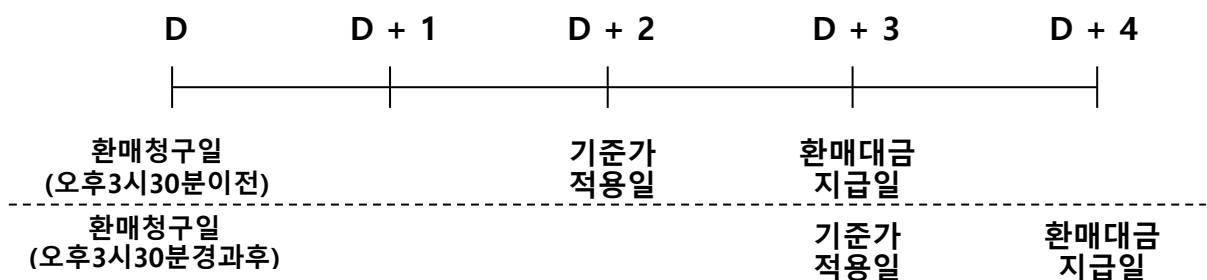 D D + 1 D + 2 D + 3 D + 4
환매청구일 기준가 환매대금
(오후3시30분이전) 적용일 지급일
환매청구일 기준가 환매대금
(오후3시30분경과후) 적용일 지급일